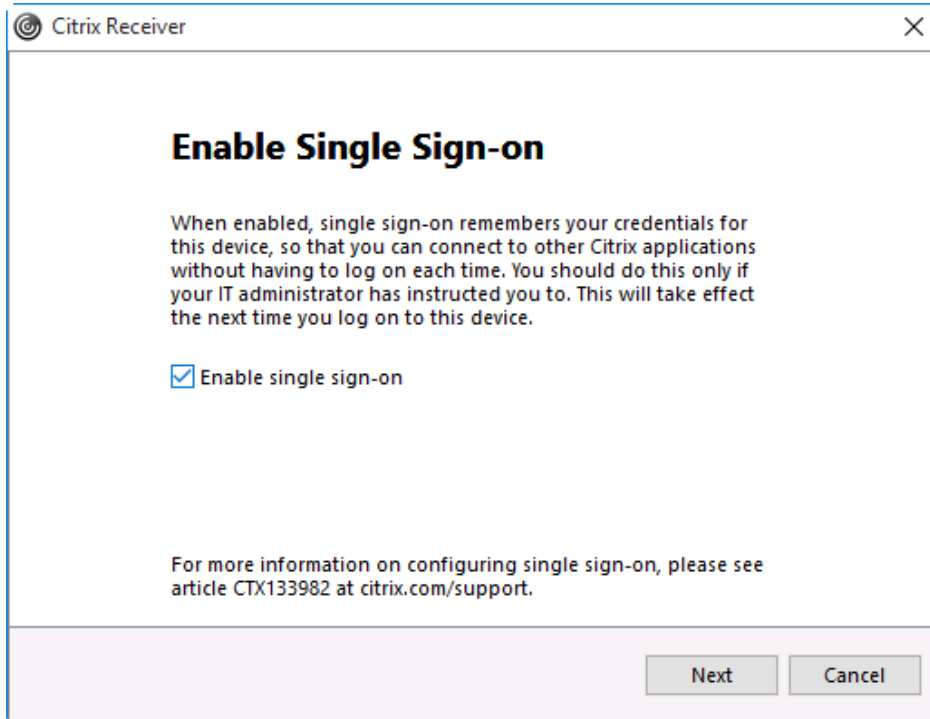 Citrix Receiver
Enable Single Sign-on
When enabled, single sign-on remembers your credentials for
this device, so that you can connect to other Citrix applications
without having to log on each time. You should do this only if
your IT administrator has instructed you to. This will take effect
the next time you log on to this device.
Enable single sign-on
For more information on configuring single sign-on, please see
article CTX133982 at citrix.com/support.
Next
Cancel